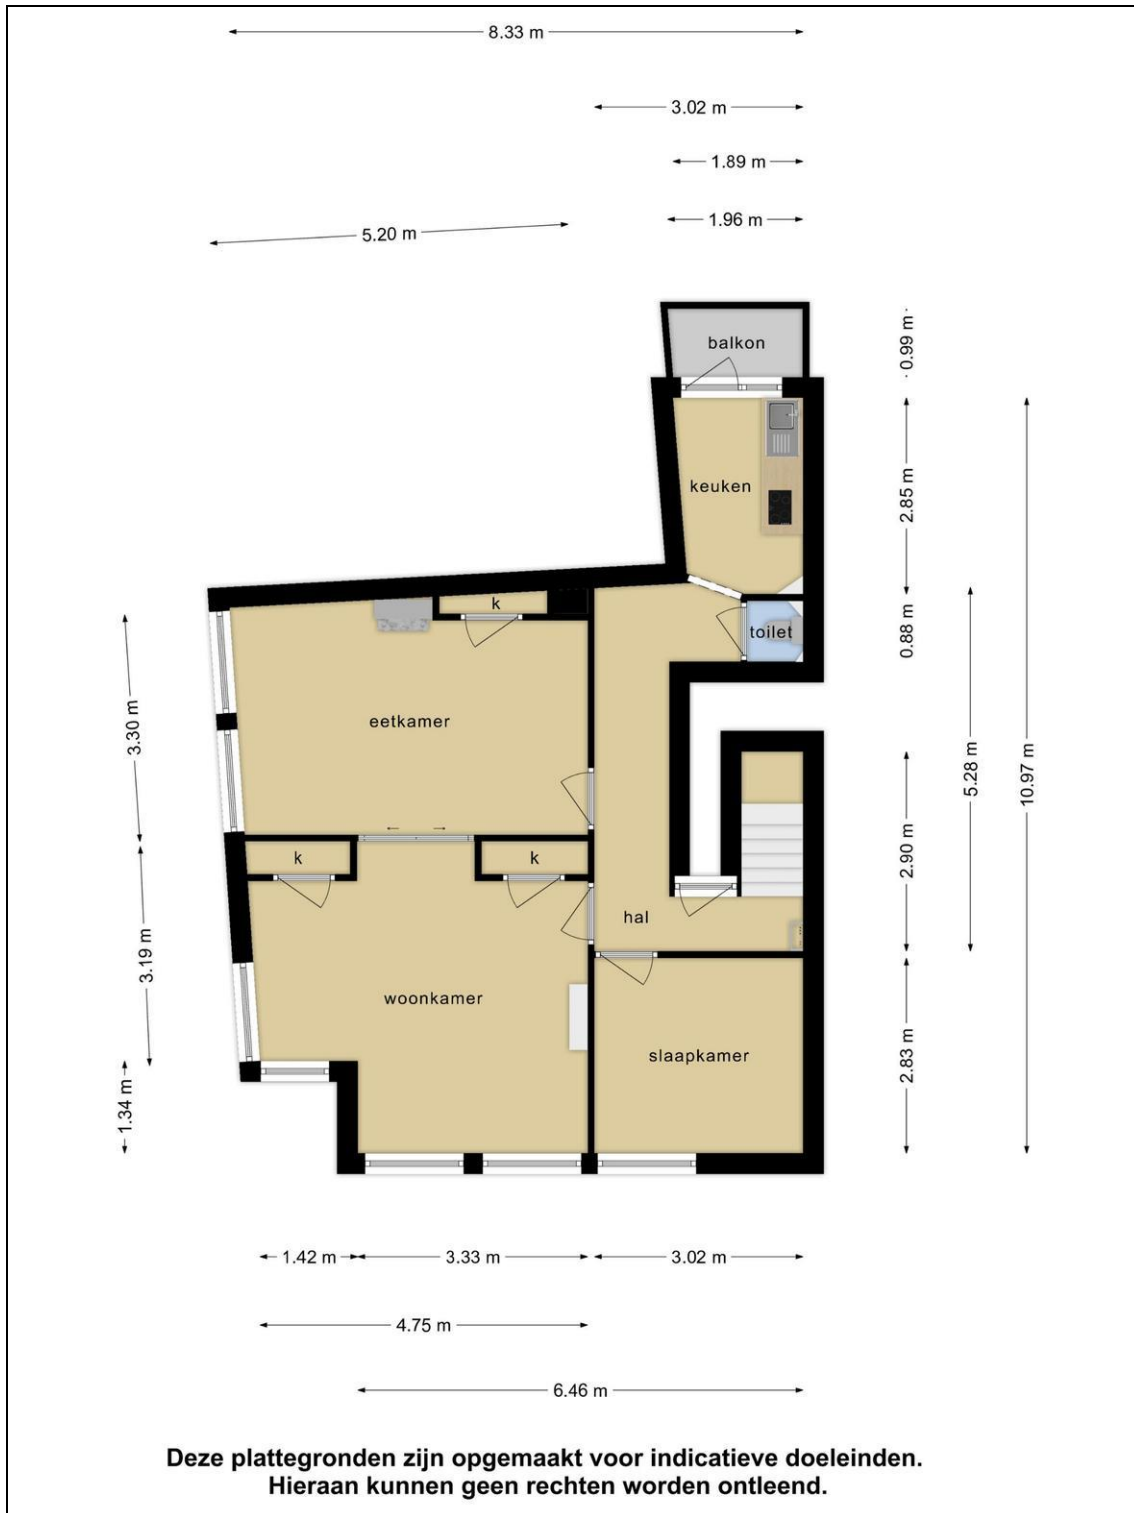 8.33 m
3.02 m
1.89 m
1.96 m
5.20 m
balkon
0.99 m
keuken
2.85 m
10.97 m
k
toilet
0.88 m
eetkamer
3.30 m
5.28 m
k
k
2.90 m
hal
3.19 m
woonkamer
slaapkamer
2.83 m
1.34 m
1.42 m
3.33 m
3.02 m
4.75 m
6.46 m
Deze plattegronden zijn opgemaakt voor indicatieve doeleinden.
Hieraan kunnen geen rechten worden ontleend.